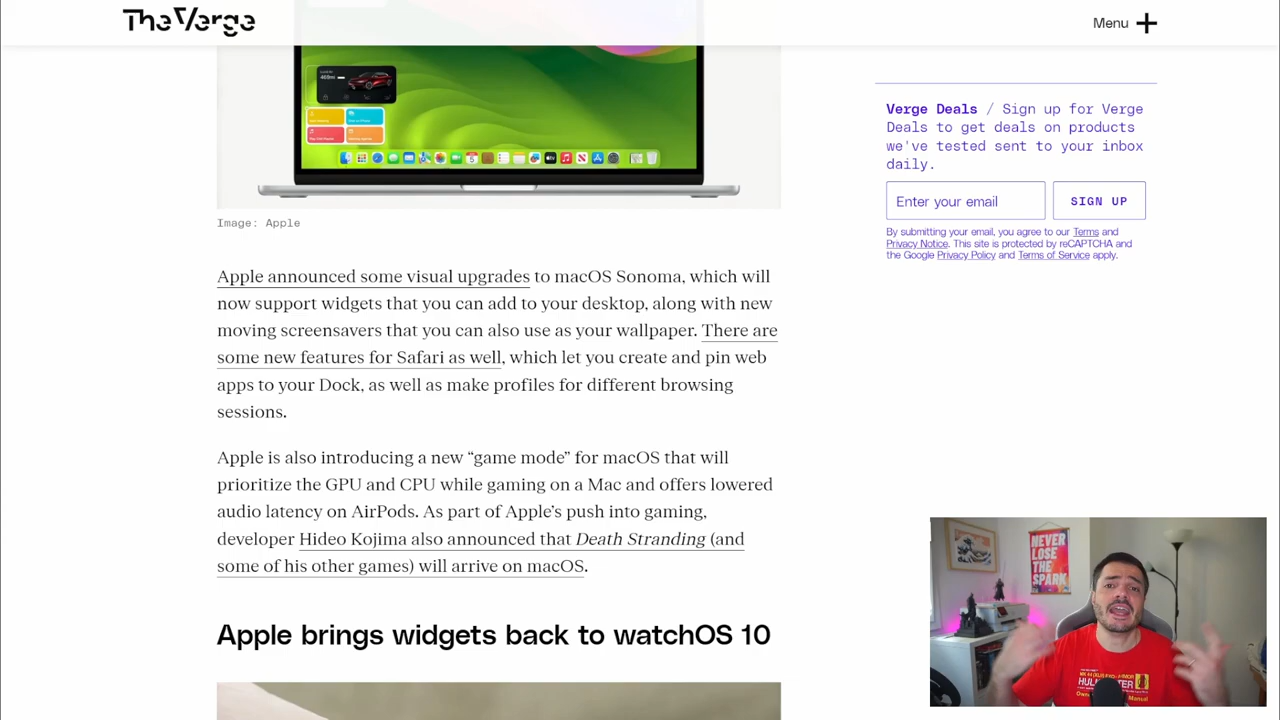 The Verge
Menu
Image: Apple
Apple announced some visual upgrades to macOS Sonoma, which will
now support widgets that you can add to your desktop, along with new
moving screensavers that you can also use as your wallpaper. There are
some new features for Safari as well, which let you create and pin web
apps to your Dock, as well as make profiles for different browsing
sessions.
Apple is also introducing a new “game mode” for macOS that will
prioritize the GPU and CPU while gaming on a Mac and offers lowered
audio latency on AirPods. As part of Apple’s push into gaming,
developer Hideo Kojima also announced that Death Stranding (and
some of his other games) will arrive on macOS.
Apple brings widgets back to watchOS 10
Verge Deals / Sign up for Verge
Deals to get deals on products
we've tested sent to your inbox
daily.
Enter your email
SIGN UP
By submitting your email, you agree to our Terms and
Privacy Notice. This site is protected by reCAPTCHA and
the Google Privacy Policy and Terms of Service apply.
NEVER
LOSE
THE
SPARK
Manual